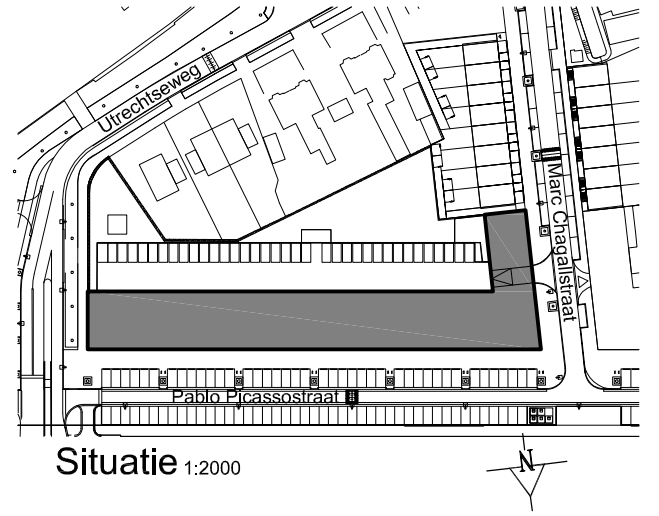 Utrechtseweg
Marc Chagallstraat
Pablo Picassostraat
Situatie 1:2000
N